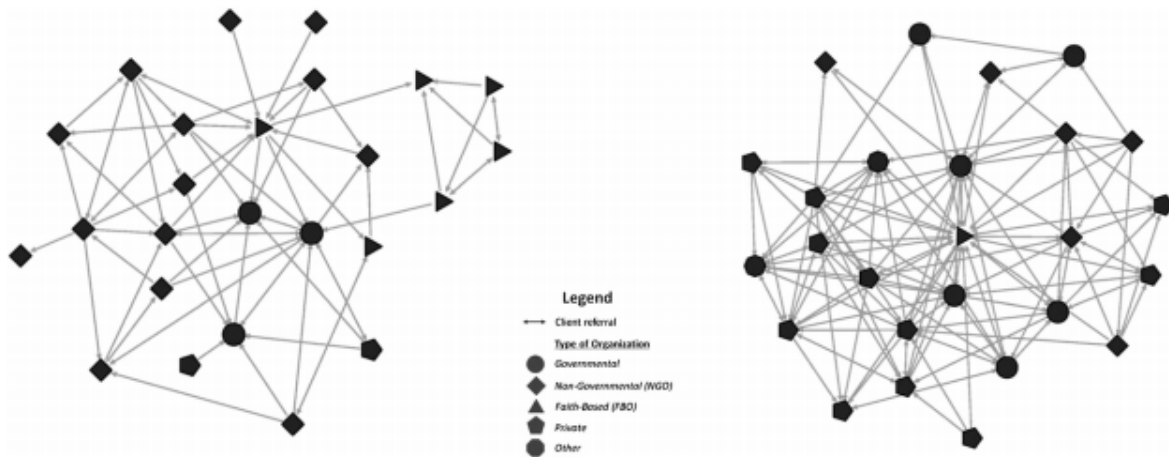 Legend
Client referral
Type of Organization
Governmental
Non-Governmental (NGO)
Faith-Based (FBO)
Private
Other